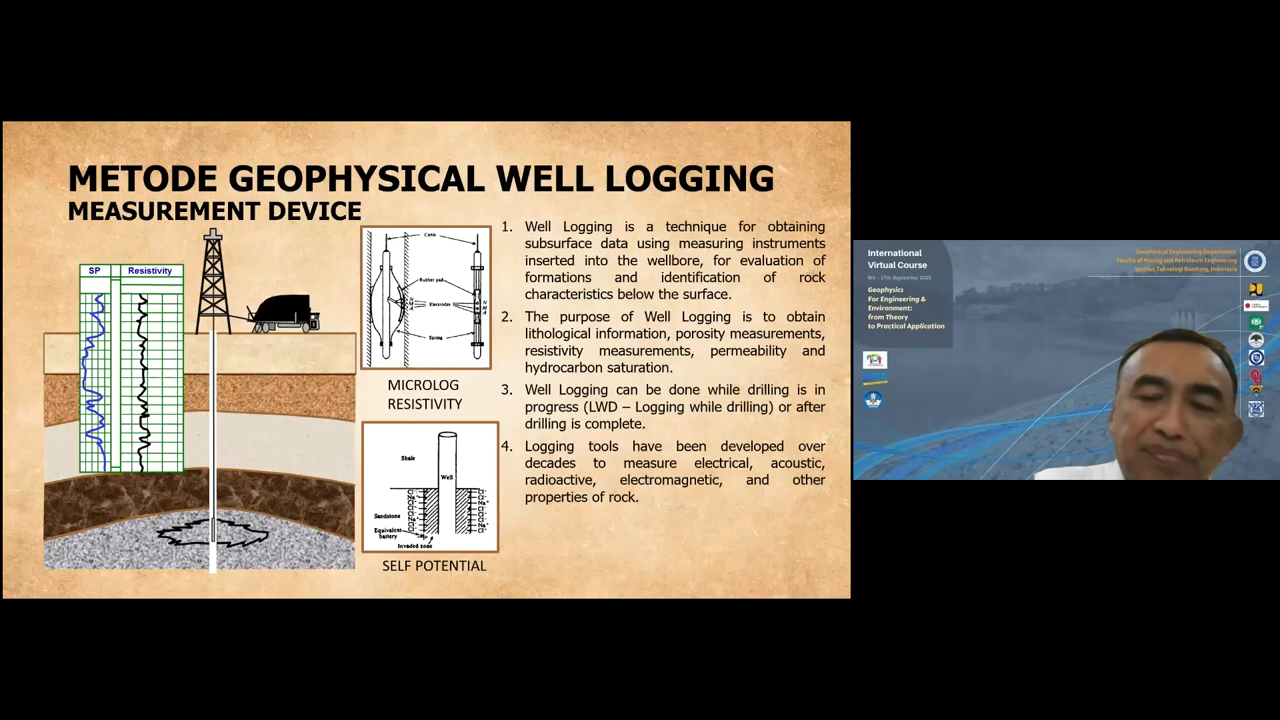 METODE GEOPHYSICAL WELL LOGGING
MEASUREMENT DEVICE
SP
Resistivity
Cable
Rubber pad
Electrodes
Spring
MICROLOG
RESISTIVITY
Shale
Well
Sandstone
Equivalent
battery
Invaded zone
SELF POTENTIAL
1. Well Logging is a technique for obtaining
subsurface data using measuring instruments
inserted into the wellbore, for evaluation of
formations and identification of rock
characteristics below the surface.
2. The purpose of Well Logging is to obtain
lithological information, porosity measurements,
resistivity measurements, permeability and
hydrocarbon saturation.
3. Well Logging can be done while drilling is in
progress (LWD – Logging while drilling) or after
drilling is complete.
4. Logging tools have been developed over
decades to measure electrical, acoustic,
radioactive, electromagnetic, and other
properties of rock.
International
Virtual Course
6th - 17th September 2021
Geophysics
For Engineering &
Environment:
from Theory
to Practical Application
Geophysical Engineering Department
Faculty of Mining and Petroleum Engineering
Institut Teknologi Bandung, Indonesia